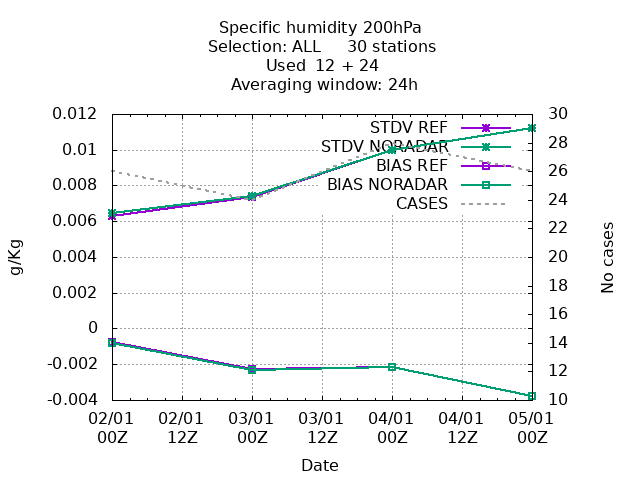 Specific humidity 200hPa
Selection: ALL     30 stations
Used  12 + 24
Averaging window: 24h
0.012
0.01
0.008
0.006
0.004
0.002
0
-0.002
-0.004
g/Kg
STDV REF
STDV NORADAR
BIAS REF
BIAS NORADAR
CASES
30
28
26
24
22
20
18
16
14
12
10
No cases
02/01 02/01 03/01 03/01 04/01 04/01 05/01
00Z 12Z 00Z 12Z 00Z 12Z 00Z
Date